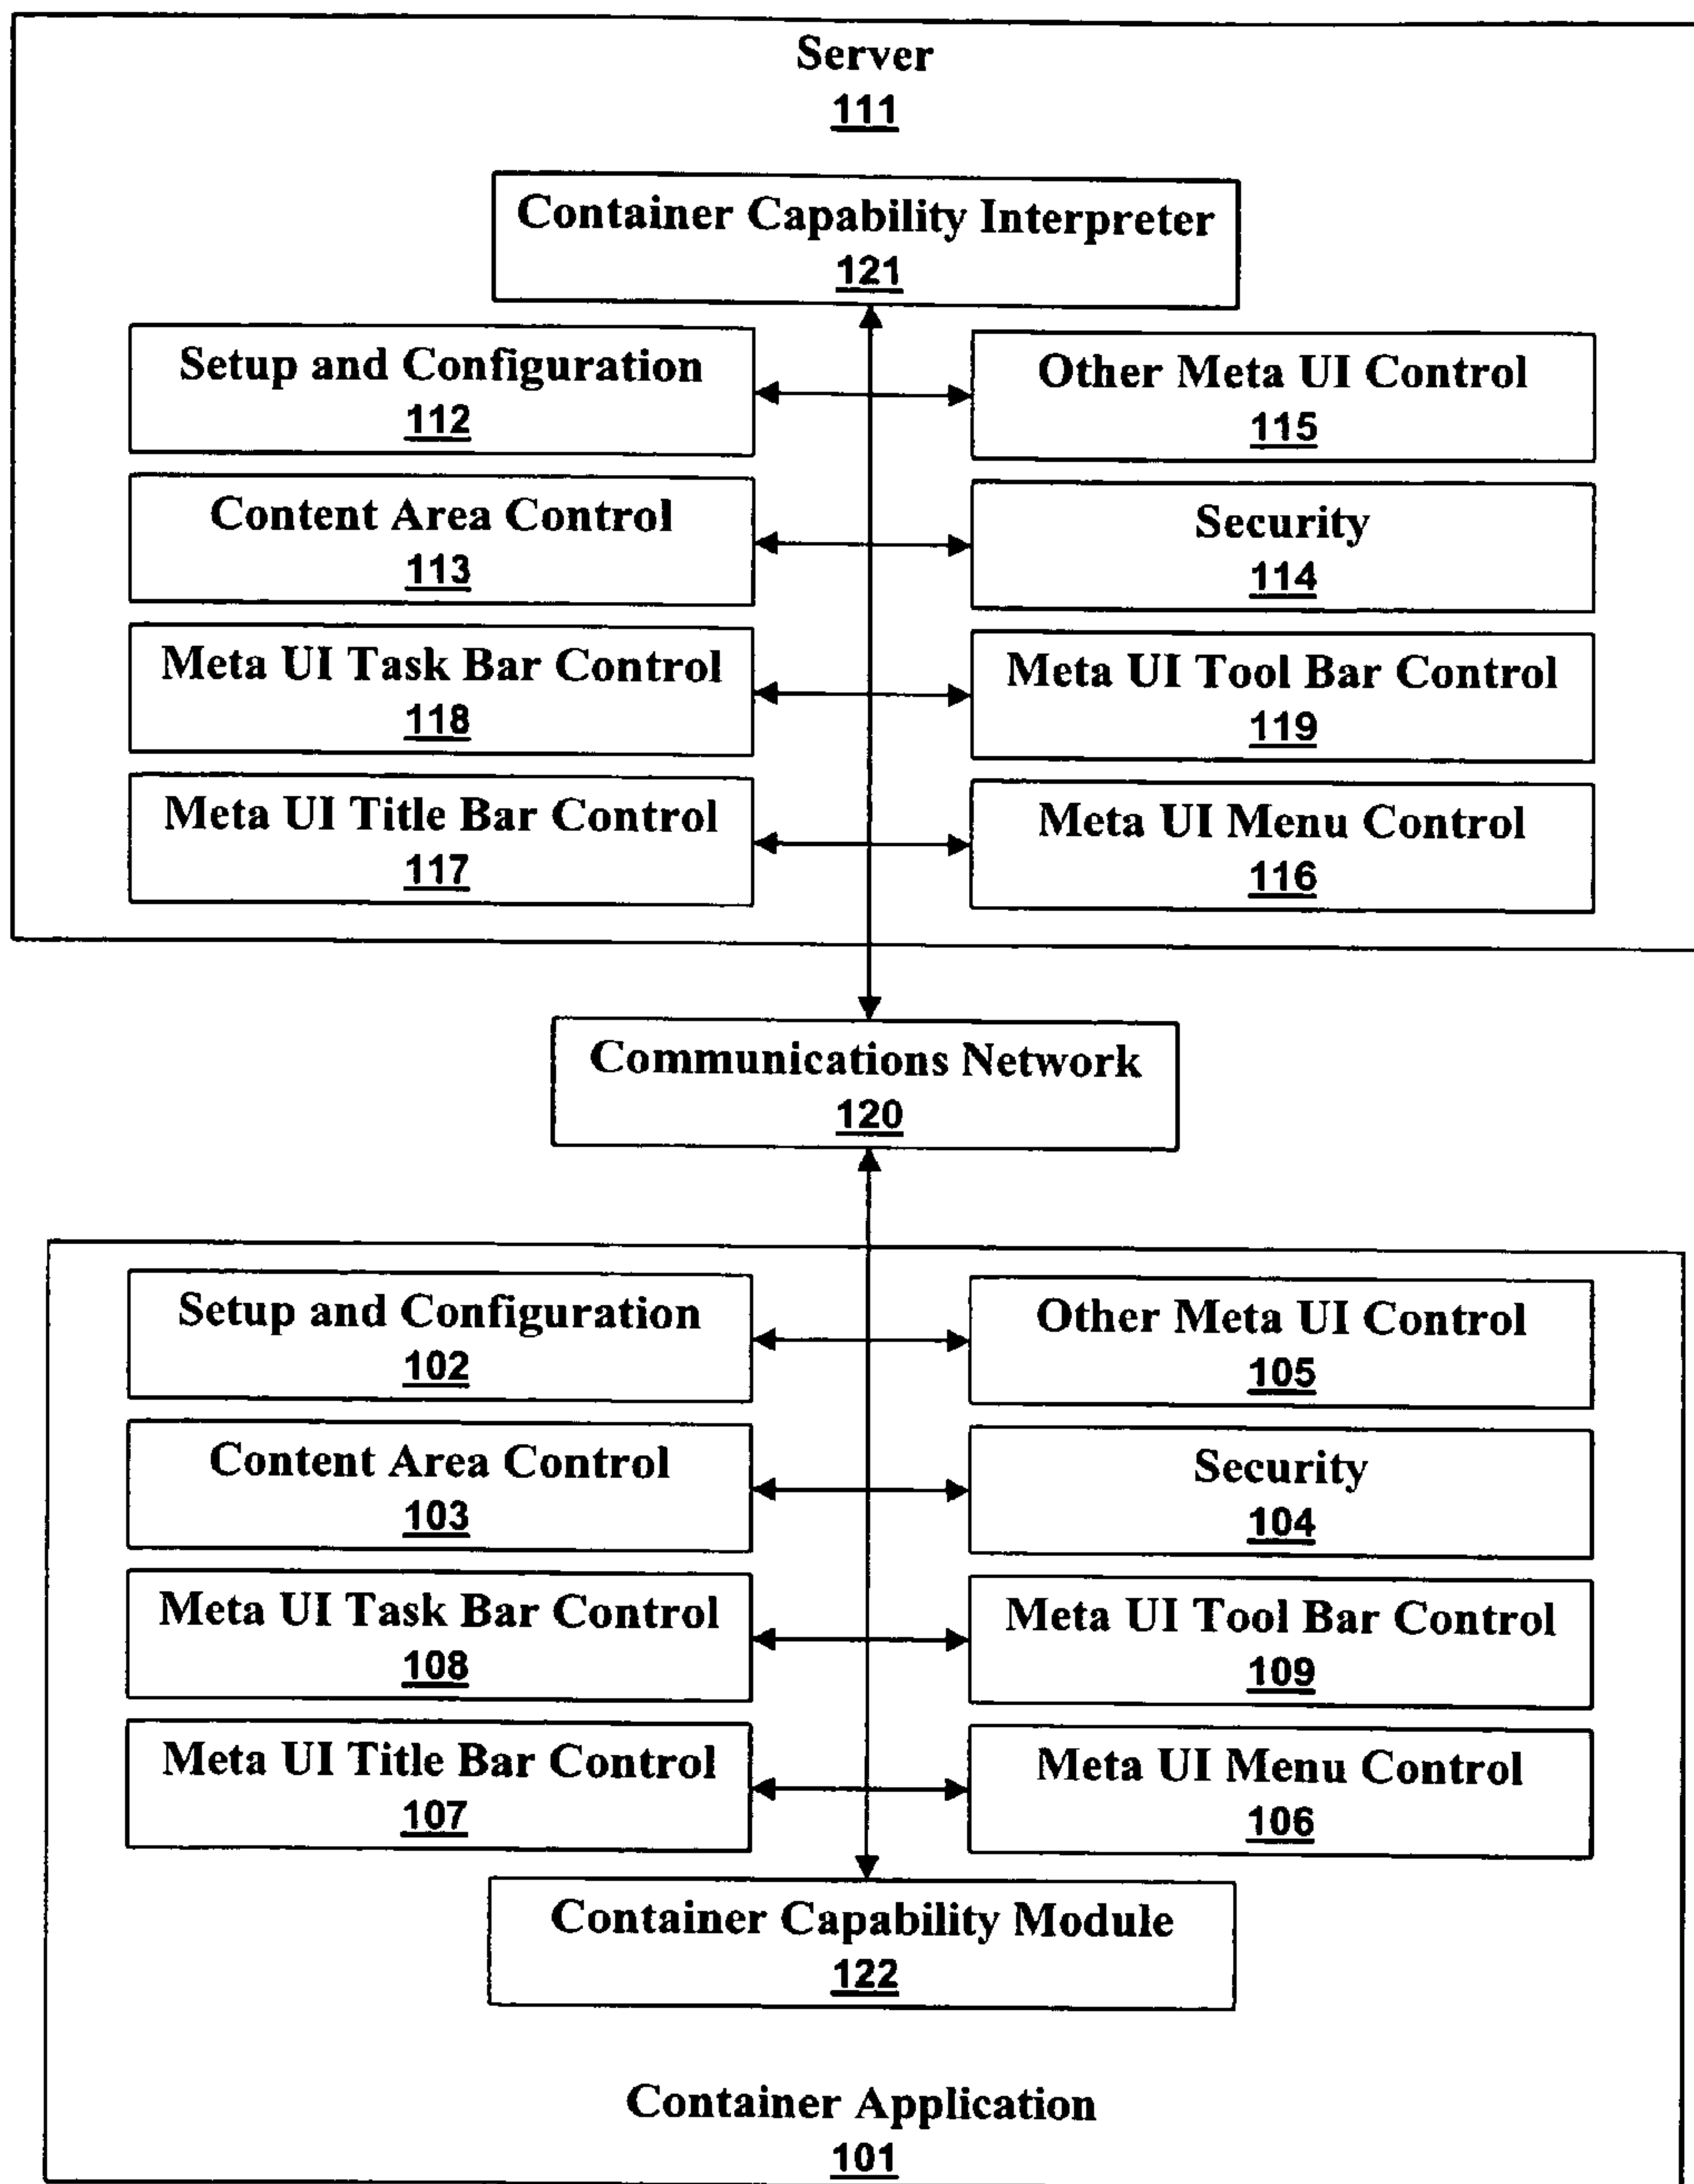 Server
111
Container Capability Interpreter
121
Setup and Configuration
112
Other Meta UI Control
115
Content Area Control
113
Security
114
Meta UI Task Bar Control
118
Meta UI Tool Bar Control
119
Meta UI Title Bar Control
117
Meta UI Menu Control
116
Communications Network
120
Setup and Configuration
102
Other Meta UI Control
105
Content Area Control
103
Security
104
Meta UI Task Bar Control
108
Meta UI Tool Bar Control
109
Meta UI Title Bar Control
107
Meta UI Menu Control
106
Container Capability Module
122
Container Application
101